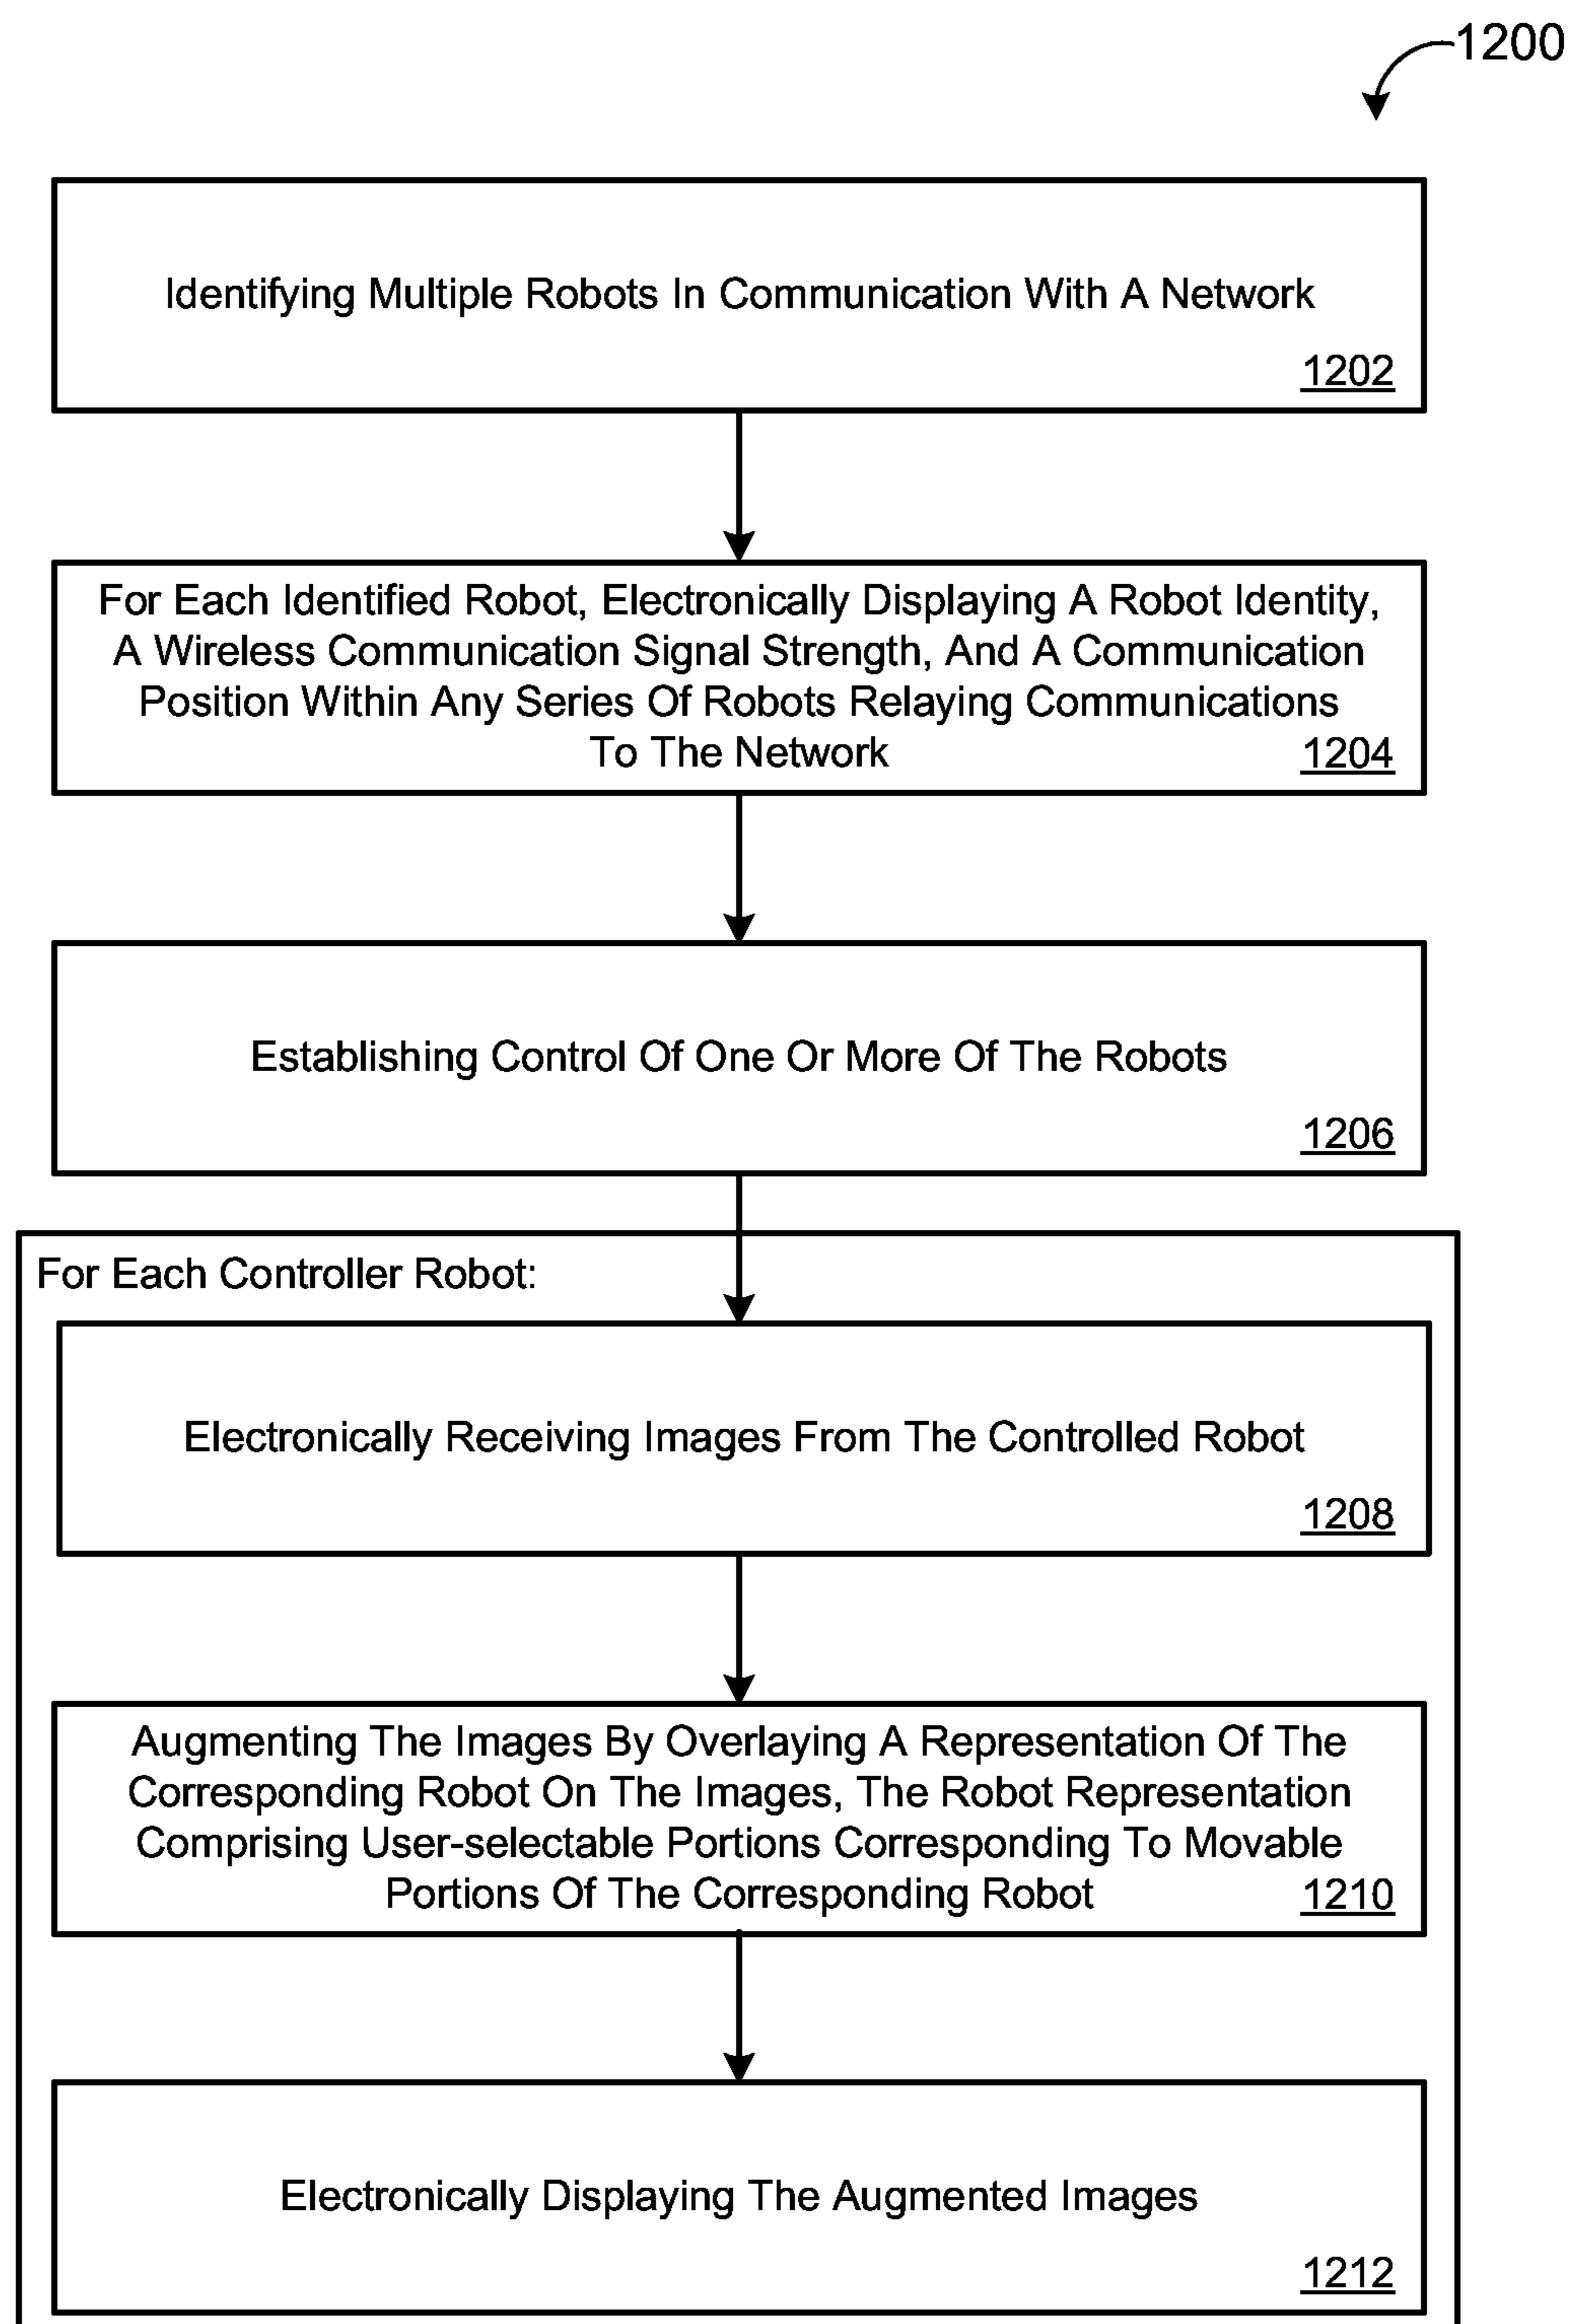 1200
Identifying Multiple Robots In Communication With A Network
1202
For Each Identified Robot, Electronically Displaying A Robot Identity,
A Wireless Communication Signal Strength, And A Communication
Position Within Any Series Of Robots Relaying Communications
To The Network
1204
Establishing Control Of One Or More Of The Robots
1206
For Each Controller Robot:
Electronically Receiving Images From The Controlled Robot
1208
Augmenting The Images By Overlaying A Representation Of The
Corresponding Robot On The Images, The Robot Representation
Comprising User-selectable Portions Corresponding To Movable
Portions Of The Corresponding Robot
1210
Electronically Displaying The Augmented Images
1212